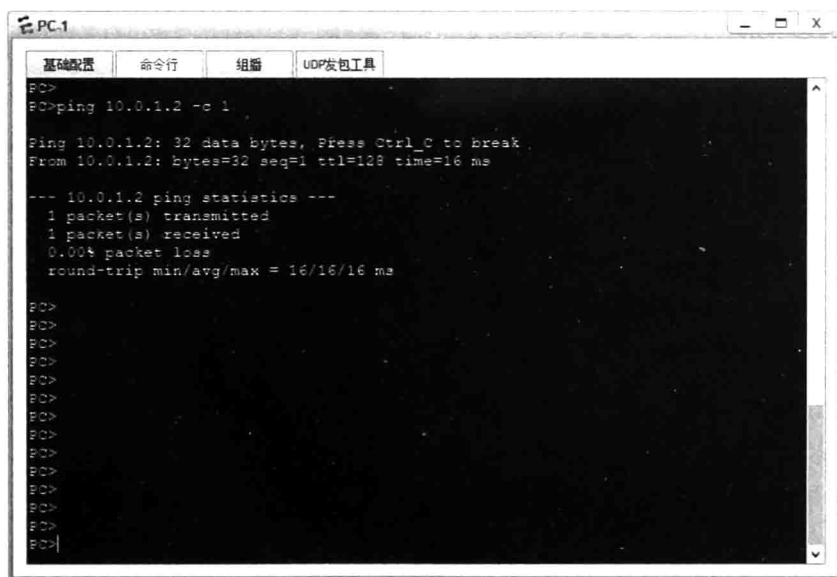 PC-1
基础配置 命令行 组播 UDP发包工具
PC>
PC>ping 10.0.1.2 -c 1
Ping 10.0.1.2: 32 data bytes, Press Ctrl_C to break
From 10.0.1.2: bytes=32 seq=1 ttl=128 time=16 ms
--- 10.0.1.2 ping statistics ---
1 packet(s) transmitted
1 packet(s) received
0.00% packet loss
round-trip min/avg/max = 16/16/16 ms
PC>
PC>
PC>
PC>
PC>
PC>
PC>
PC>
PC>
PC>
PC>
PC>
PC>
PC>